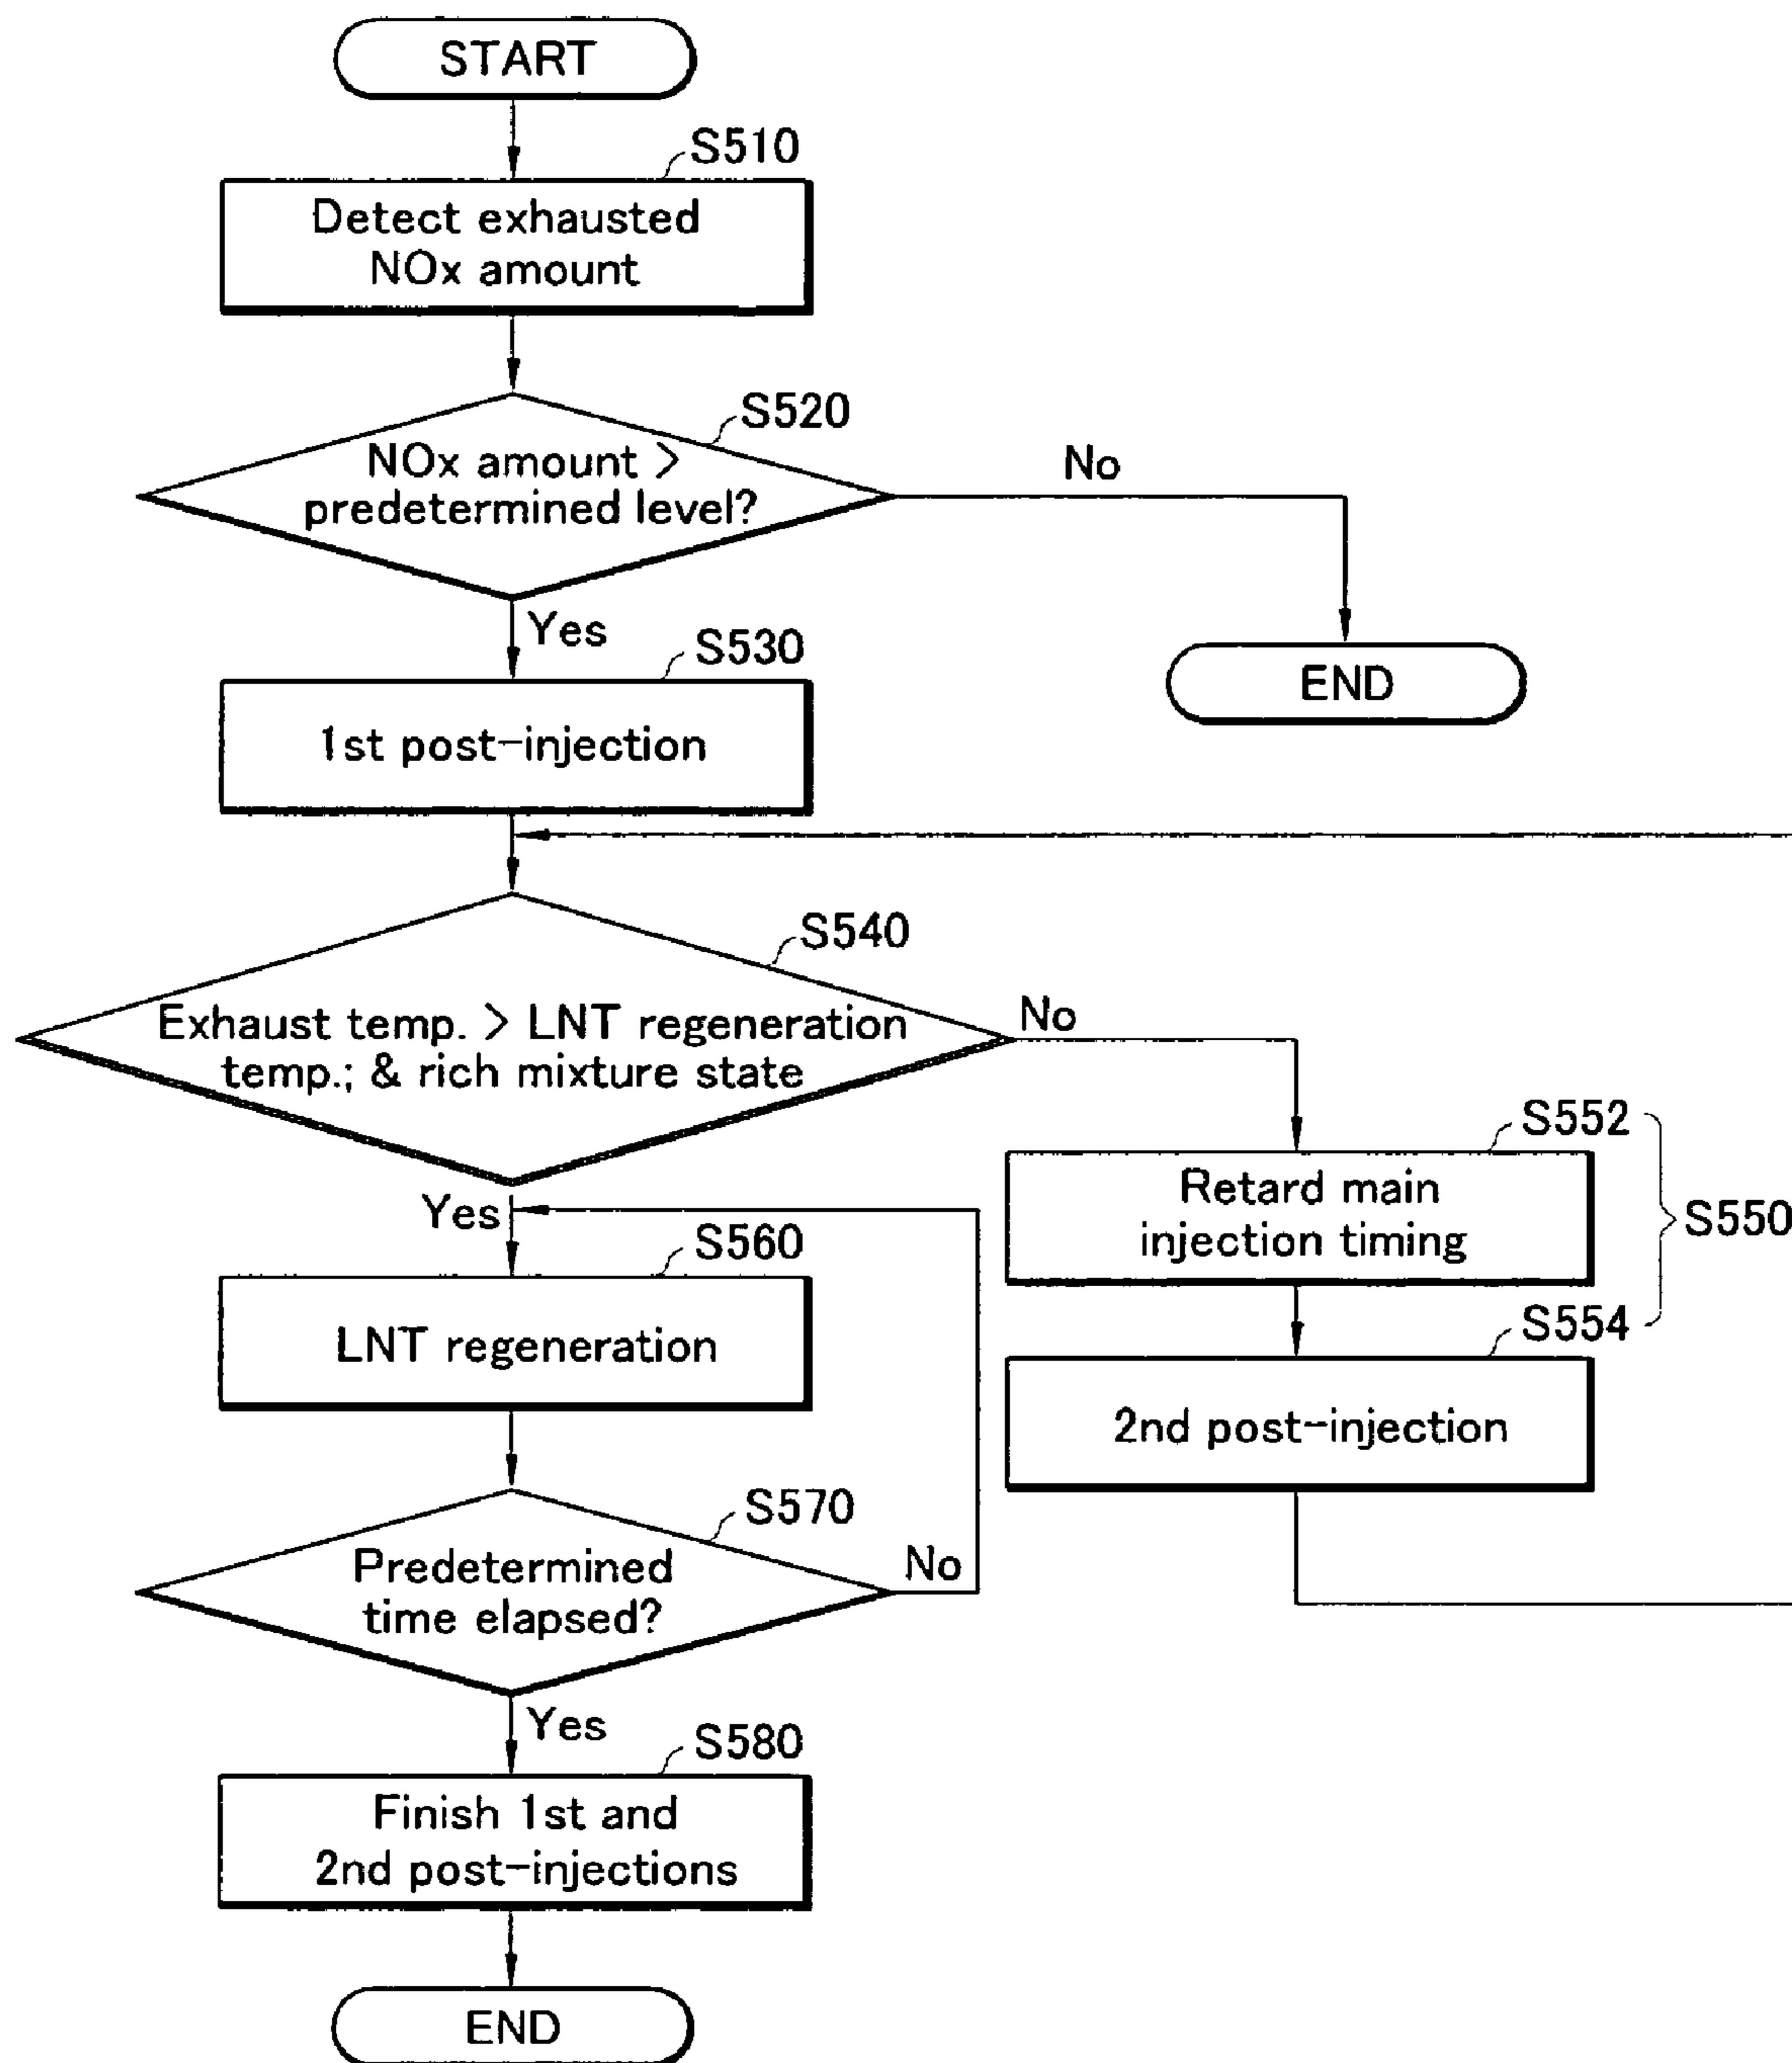 START
S510
Detect exhausted
NOx amount
S520
NOx amount >
predetermined level?
No
Yes
END
S530
1st post-injection
S540
Exhaust temp. > LNT regeneration
temp.; & rich mixture state
No
Yes
S552
Retard main
injection timing
S550
S554
2nd post-injection
S560
LNT regeneration
S570
Predetermined
time elapsed?
No
Yes
S580
Finish 1st and
2nd post-injections
END